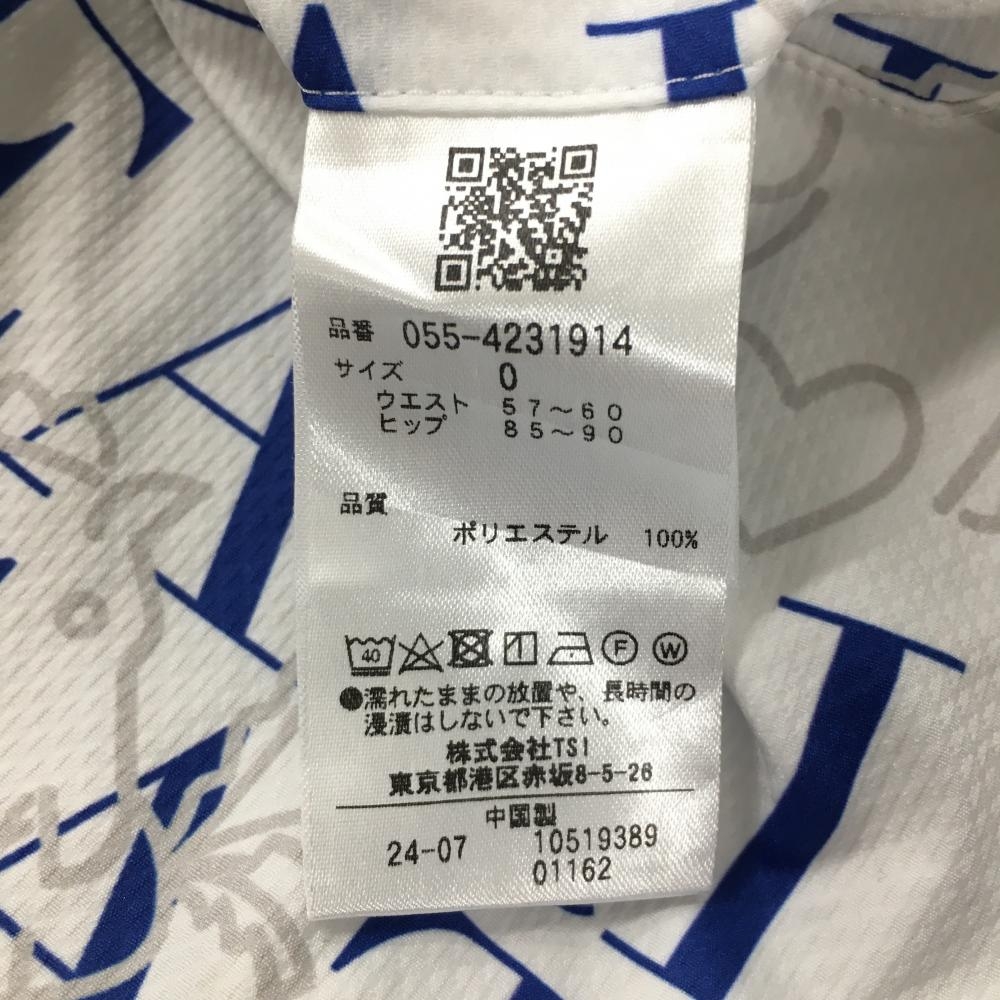 品番 055-4231914
サイズ 0
ウエスト 57～60
ヒップ 85～90
品質
ポリエステル 100%
40 F W
●濡れたままの放置や、長時間の
浸漬はしないで下さい。
株式会社TSI
東京都港区赤坂8-5-26
中国製
24-07 10519389
01162